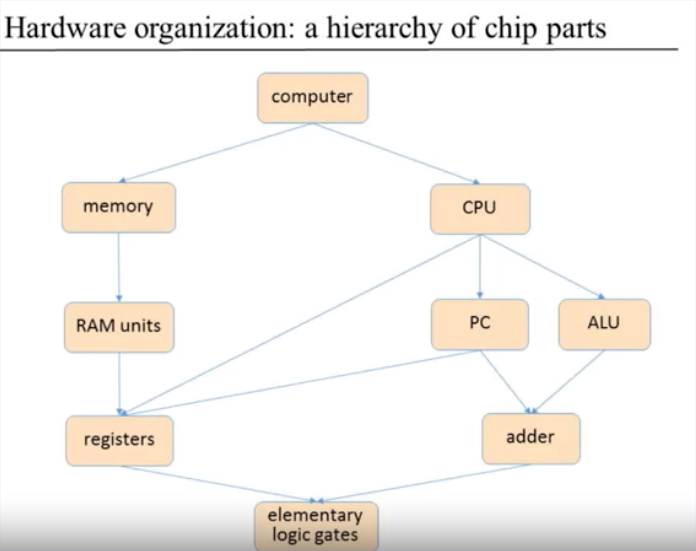 Hardware organization: a hierarchy of chip parts
computer
memory
CPU
RAM units
PC
ALU
registers
adder
elementary
logic gates